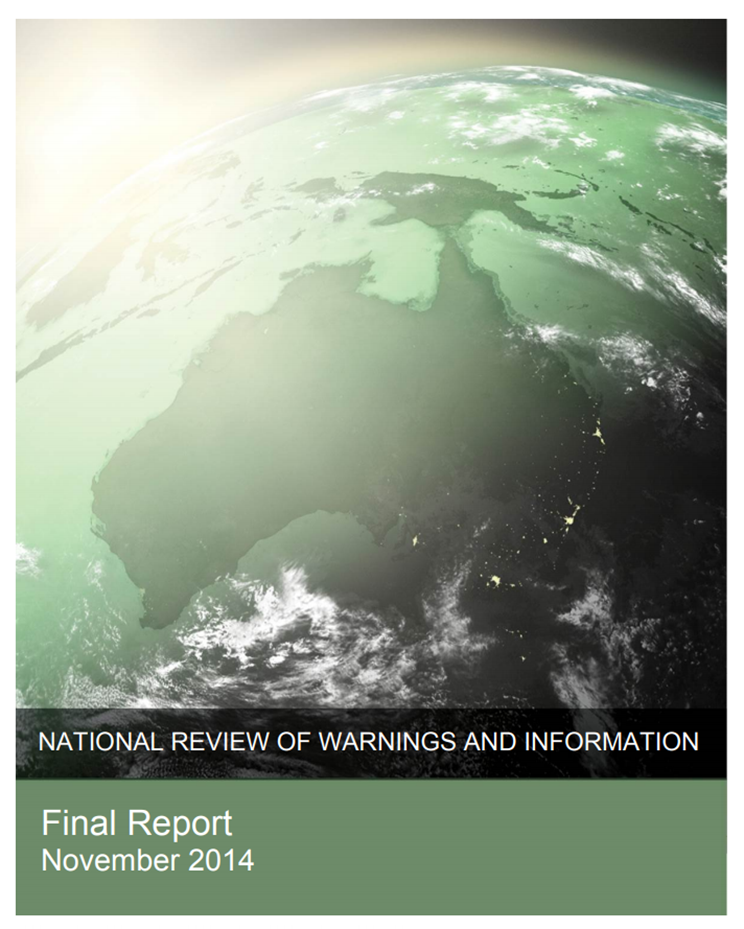 NATIONAL REVIEW OF WARNINGS AND INFORMATION
Final Report
November 2014